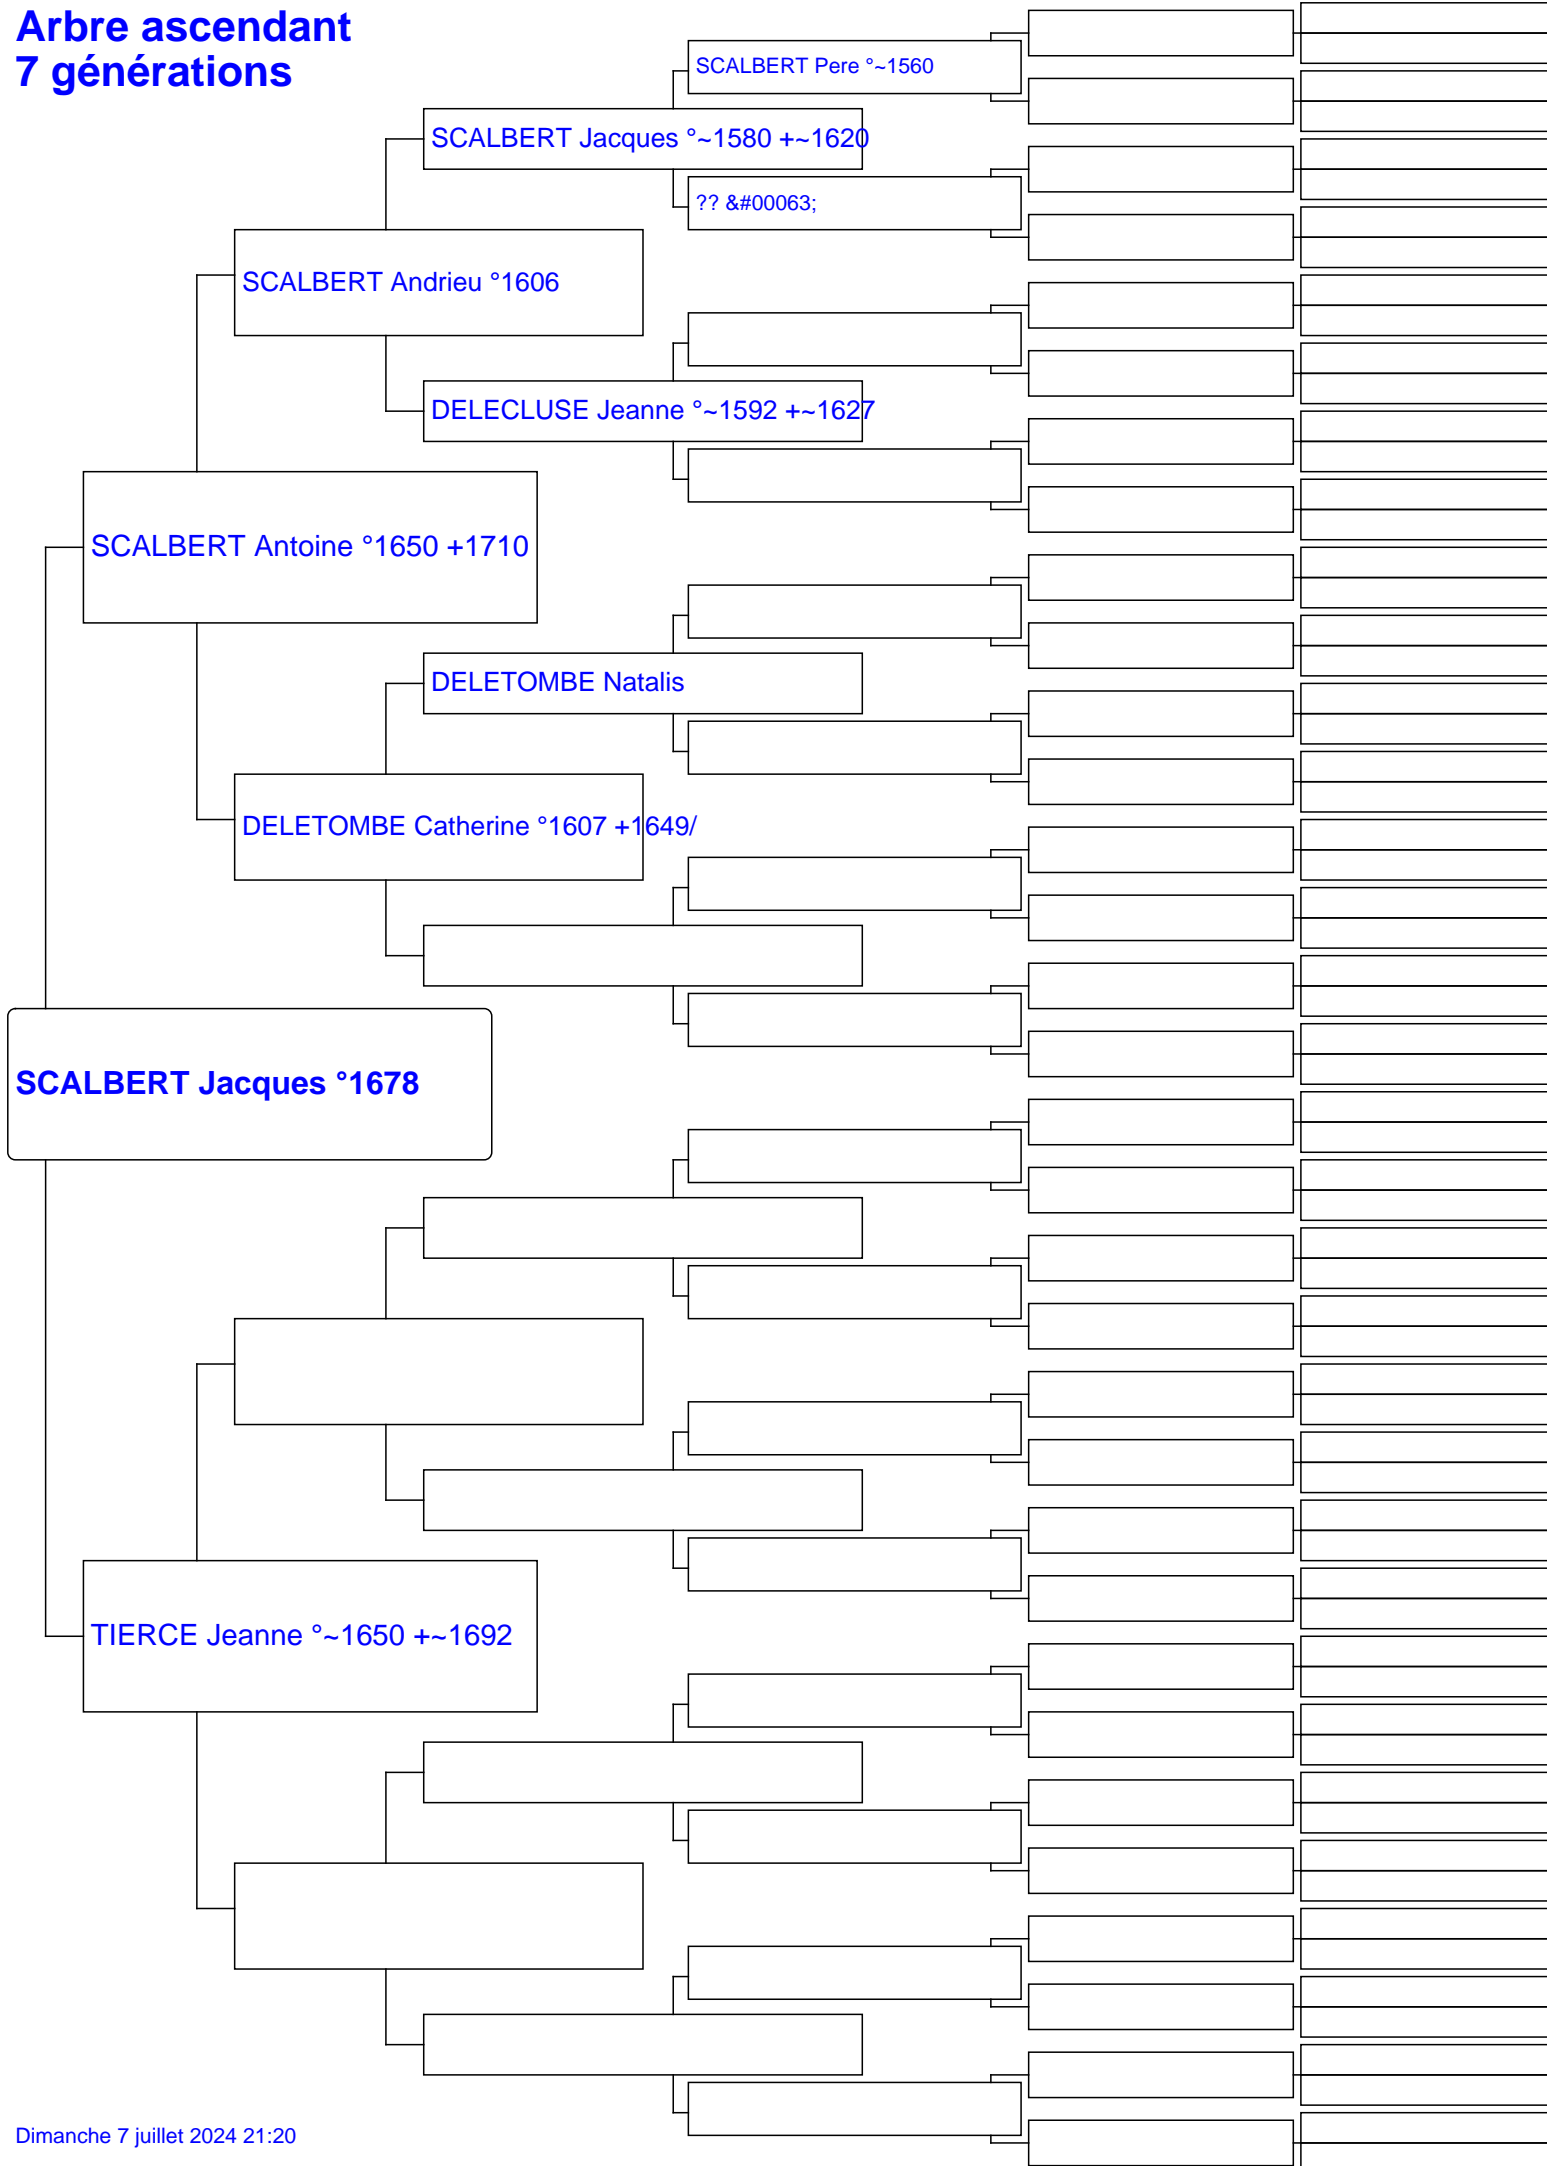 Arbre ascendant
7 générations
SCALBERT Pere °~1560
SCALBERT Jacques °~1580 +~1620
?? &#00063;
SCALBERT Andrieu °1606
DELECLUSE Jeanne °~1592 +~1627
SCALBERT Antoine °1650 +1710
DELETOMBE Natalis
DELETOMBE Catherine °1607 +1649/
SCALBERT Jacques °1678
TIERCE Jeanne °~1650 +~1692
Dimanche 7 juillet 2024 21:20